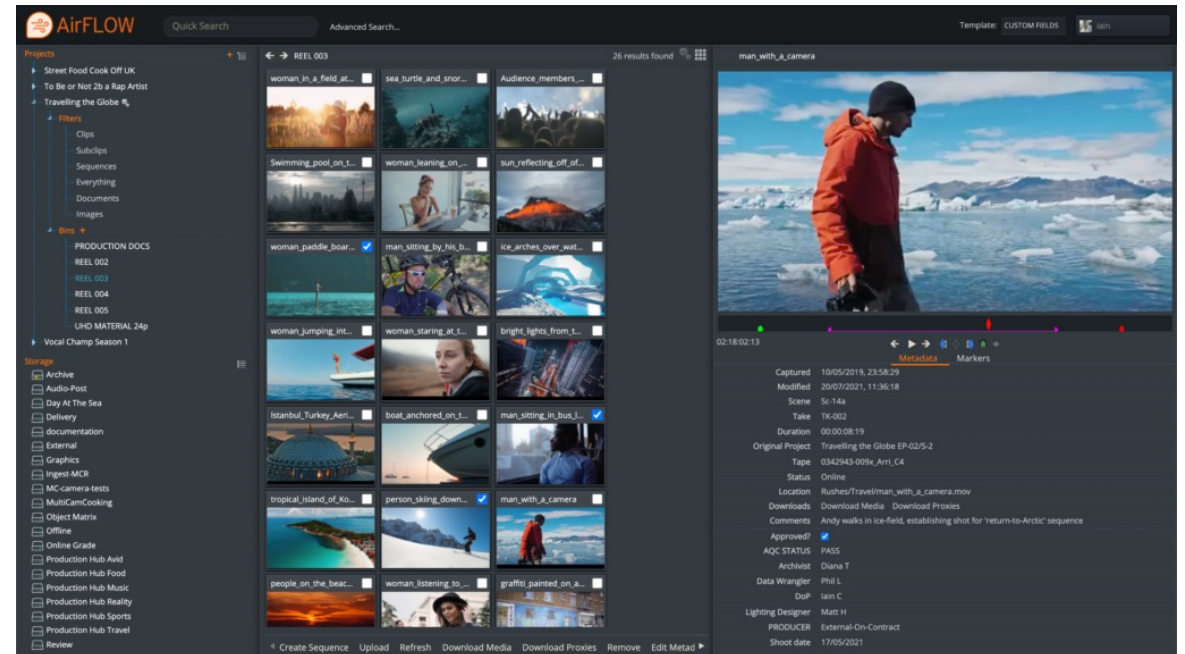 AirFLOW
Quick Search
Advanced Search...
Template: CUSTOM FIELDS
Iain
Projects
Street Food Cook Off UK
To Be or Not 2b a Rap Artist
Travelling the Globe
Filters
Clips
Subclips
Sequences
Everything
Documents
Images
Bins +
PRODUCTION DOCS
REEL 002
REEL 003
REEL 004
REEL 005
UHD MATERIAL 24p
Vocal Champ Season 1
Storage
Archive
Audio-Post
Day At The Sea
Delivery
documentation
External
Graphics
Ingest-MCR
MC-camera-tests
MultiCamCooking
Object Matrix
Offline
Online Grade
Production Hub Avid
Production Hub Food
Production Hub Music
Production Hub Reality
Production Hub Sports
Production Hub Travel
Review
REEL 003
26 results found
woman_in_a_field_at...
sea_turtle_and_snor...
Audience_members_...
Swimming_pool_on_t...
woman_leaning_on_...
sun_reflecting_off_of...
woman_paddle_boar...
man_sitting_by_his_b...
ice_arches_over_wat...
woman_jumping_int...
woman_staring_at_t...
bright_lights_from_t...
Istanbul_Turkey_Aeri...
boat_anchored_on_t...
man_sitting_in_bus_l...
tropical_island_of_Ko...
person_skiing_down...
man_with_a_camera
people_on_the_beac...
woman_listening_to_...
graffiti_painted_on_a...
Create Sequence Upload Refresh Download Media Download Proxies Remove Edit Metad
man_with_a_camera
02:18:02:13
Metadata Markers
Captured 10/05/2019, 23:58:29
Modified 20/07/2021, 11:36:18
Scene Sc-14a
Take TK-002
Duration 00:00:08:19
Original Project Travelling the Globe EP-02/S-2
Tape 0342943-009x_Arri_C4
Status Online
Location Rushes/Travel/man_with_a_camera.mov
Downloads Download Media Download Proxies
Comments Andy walks in ice-field, establishing shot for 'return-to-Arctic' sequence
Approved?
AQC STATUS PASS
Archivist Diana T
Data Wrangler Phil L
DoP Iain C
Lighting Designer Matt H
PRODUCER External-On-Contract
Shoot date 17/05/2021